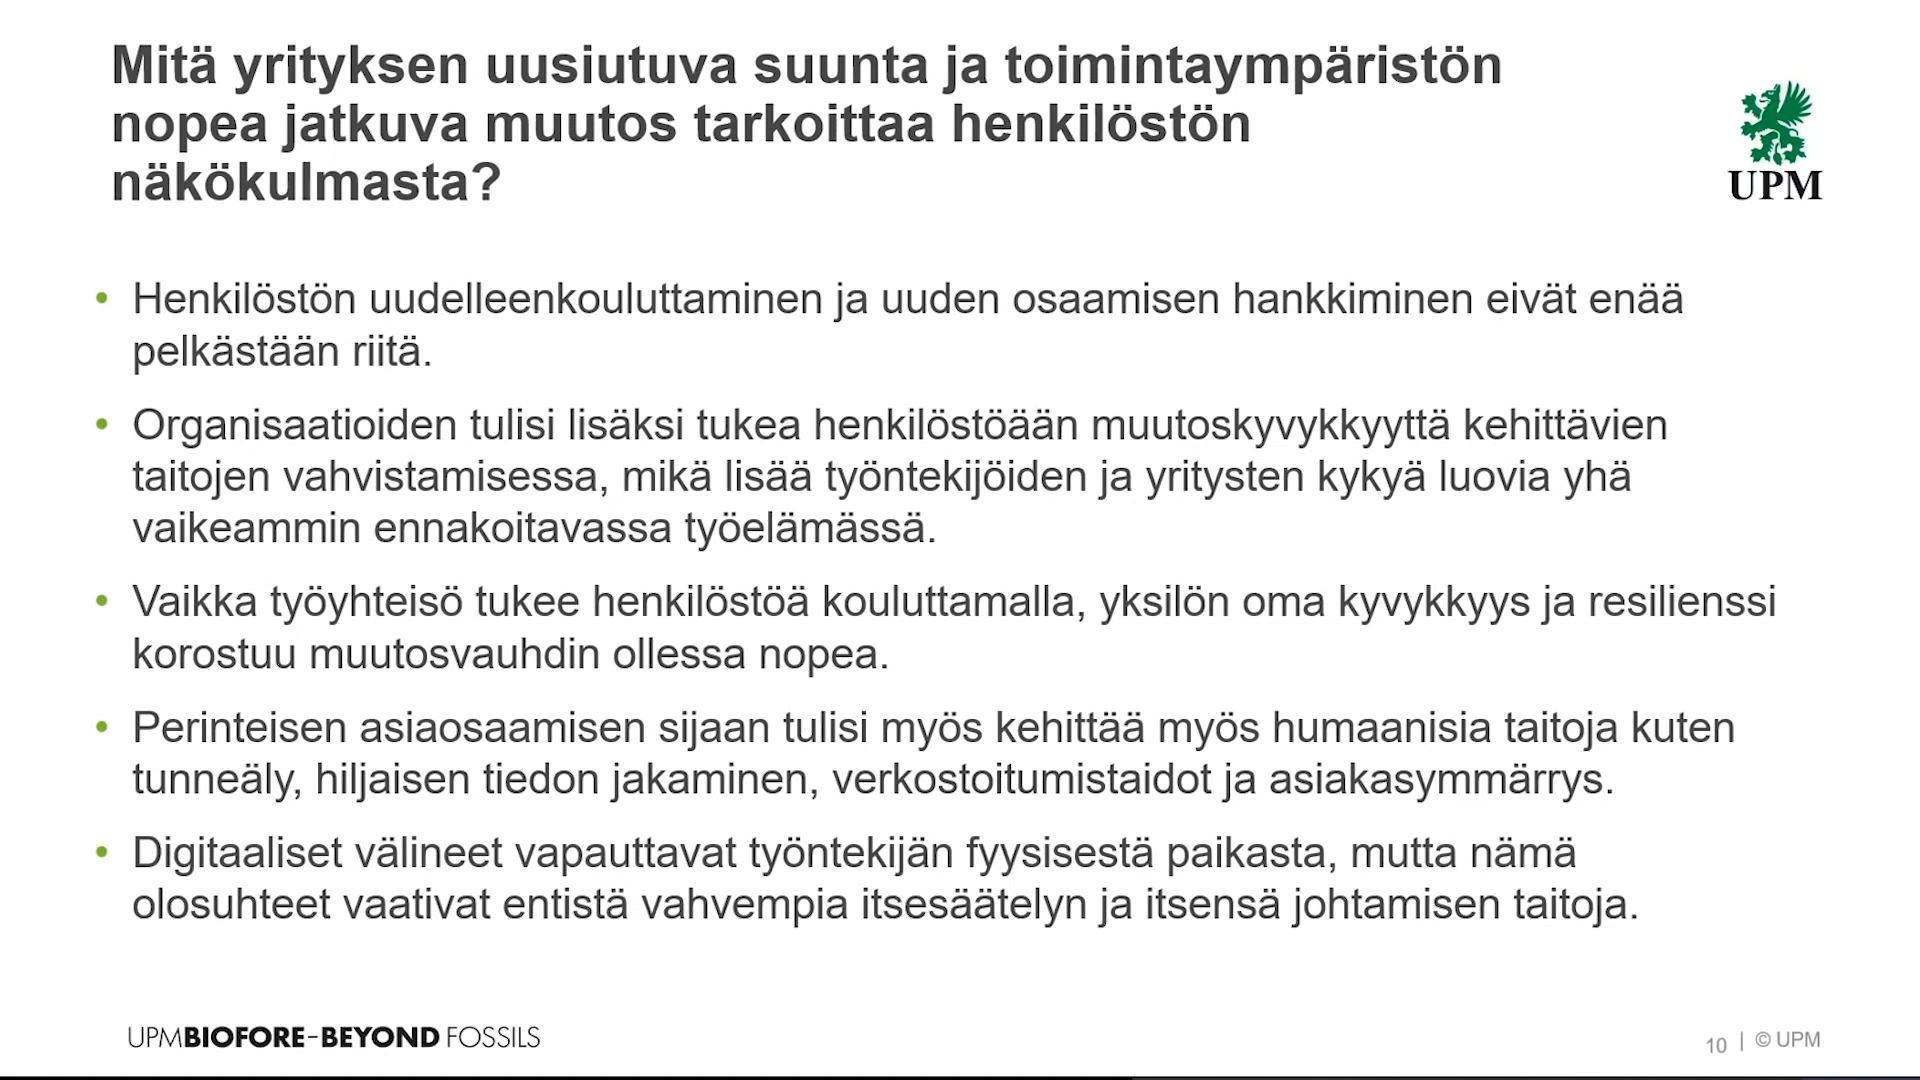 Mitä yrityksen uusiutuva suunta ja toimintaympäristön
nopea jatkuva muutos tarkoittaa henkilöstön
näkökulmasta?
UPM
• Henkilöstön uudelleenkouluttaminen ja uuden osaamisen hankkiminen eivät enää
pelkästään riitä.
• Organisaatioiden tulisi lisäksi tukea henkilöstöään muutoskyvykkyyttä kehittävien
taitojen vahvistamisessa, mikä lisää työntekijöiden ja yritysten kykyä luovia yhä
vaikeammin ennakoitavassa työelämässä.
• Vaikka työyhteisö tukee henkilöstöä kouluttamalla, yksilön oma kyvykkyys ja resilienssi
korostuu muutosvauhdin ollessa nopea.
• Perinteisen asiaosaamisen sijaan tulisi myös kehittää myös humaanisia taitoja kuten
tunneäly, hiljaisen tiedon jakaminen, verkostoitumistaidot ja asiakasymmärrys.
• Digitaaliset välineet vapauttavat työntekijän fyysisestä paikasta, mutta nämä
olosuhteet vaativat entistä vahvempia itsesäätelyn ja itsensä johtamisen taitoja.
UPMBIOFORE–BEYOND FOSSILS
10 | © UPM